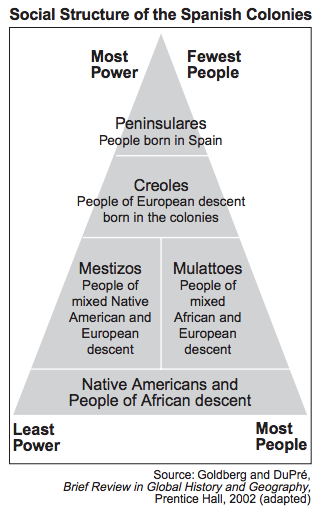 Social Structure of the Spanish Colonies
Most
Power
Fewest
People
Peninsulares
People born in Spain
Creoles
People of European descent
born in the colonies
Mestizos
People of
mixed Native
American and
European
descent
Mulattoes
People of
mixed
African and
European
descent
Native Americans and
People of African descent
Least
Power
Most
People
Source: Goldberg and DuPré,
Brief Review in Global History and Geography,
Prentice Hall, 2002 (adapted)